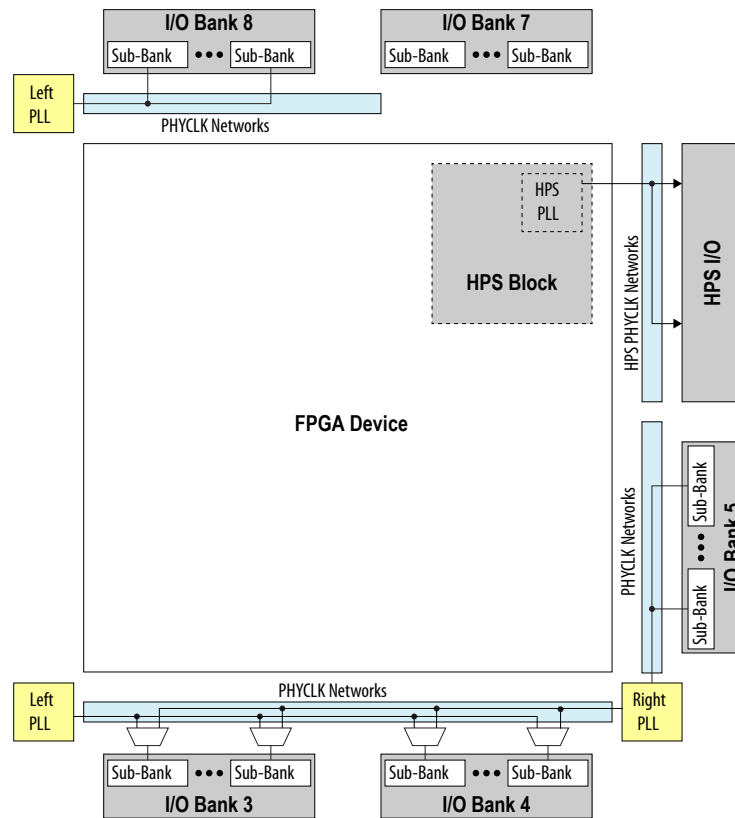 I/O Bank 8
Sub-Bank ••• Sub-Bank
I/O Bank 7
Sub-Bank ••• Sub-Bank
Left
PLL
PHYCLK Networks
HPS
PLL
HPS Block
HPS PHYCLK Networks
HPS I/O
FPGA Device
PHYCLK Networks
Sub-Bank ••• Sub-Bank
I/O Bank 5
Left
PLL
PHYCLK Networks
Right
PLL
Sub-Bank ••• Sub-Bank
I/O Bank 3
Sub-Bank ••• Sub-Bank
I/O Bank 4